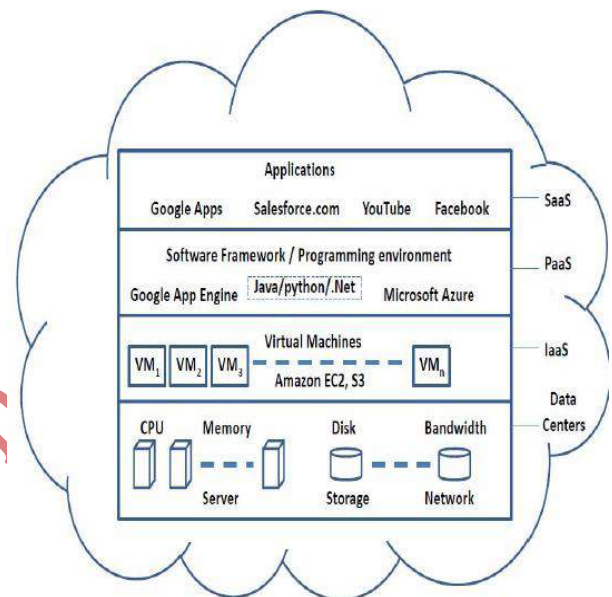 Applications
Google Apps Salesforce.com YouTube Facebook
SaaS
Software Framework / Programming environment
Google App Engine Java/python/.Net Microsoft Azure
PaaS
Virtual Machines
VM1 VM2 VM3 VMn
Amazon EC2, S3
IaaS
Data
Centers
CPU Memory Disk Bandwidth
Server Storage Network